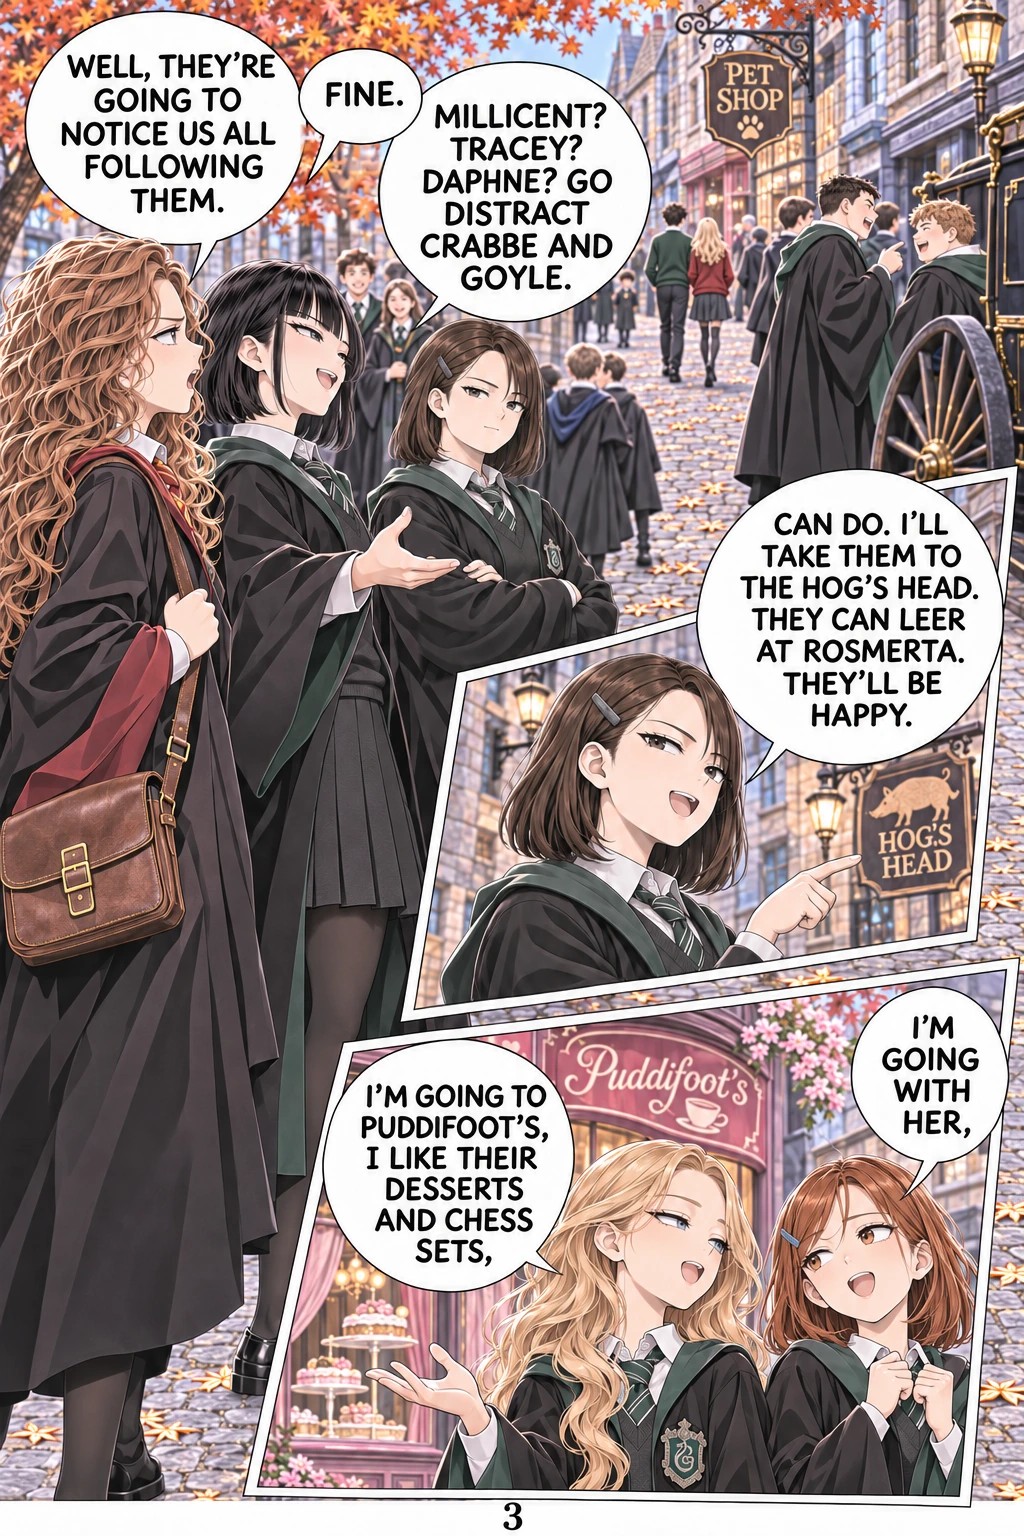 WELL, THEY'RE
GOING TO
NOTICE US ALL
FOLLOWING
THEM.
FINE.
MILLICENT?
TRACEY?
DAPHNE? GO
DISTRACT
CRABBE AND
GOYLE.
PET
SHOP
CAN DO. I'LL
TAKE THEM TO
THE HOG'S HEAD.
THEY CAN LEER
AT ROSMERTA.
THEY'LL BE
HAPPY.
HOG'S
HEAD
I'M GOING TO
PUDDIFOOT'S,
I LIKE THEIR
DESSERTS
AND CHESS
SETS,
Puddifoot's
I'M
GOING
WITH
HER,
3